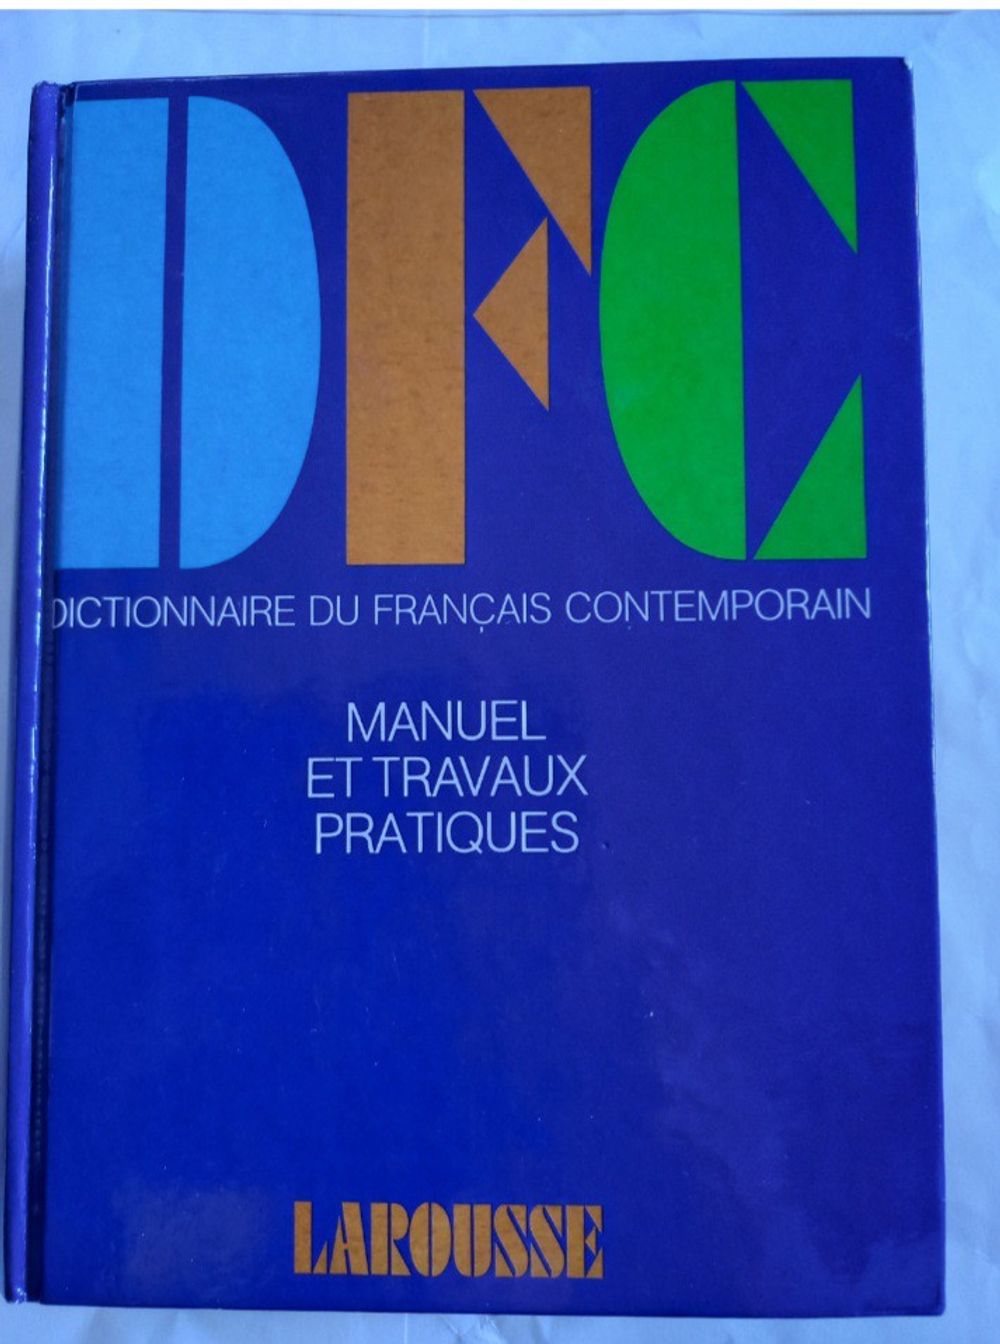 DFC
DICTIONNAIRE DU FRANÇAIS CONTEMPORAIN
MANUEL
ET TRAVAUX
PRATIQUES
LAROUSSE